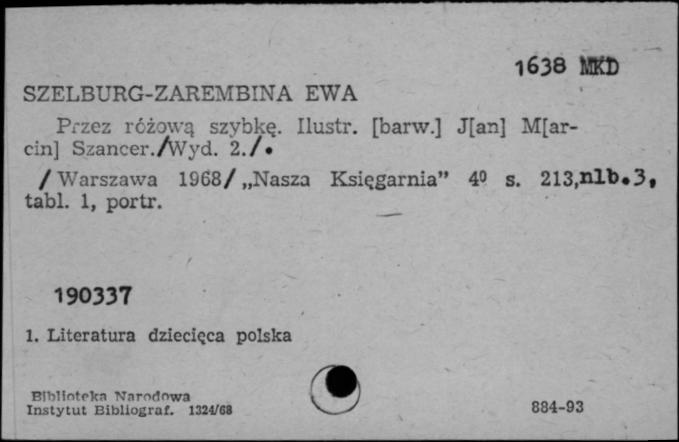 1638 MKD
SZELBURG-ZAREMBINA EWA
Przez różową szybkę. Ilustr. [barw.] J[an] M[ar-
cin] Szancer./Wyd. 2./.
/Warszawa 1968/ „Nasza Księgarnia” 4⁰ s. 213,nlb.3,
tabl. 1, portr.
190337
1. Literatura dziecięca polska
Biblioteka Narodowa
Instytut Bibliograf. 1324/68
884-93